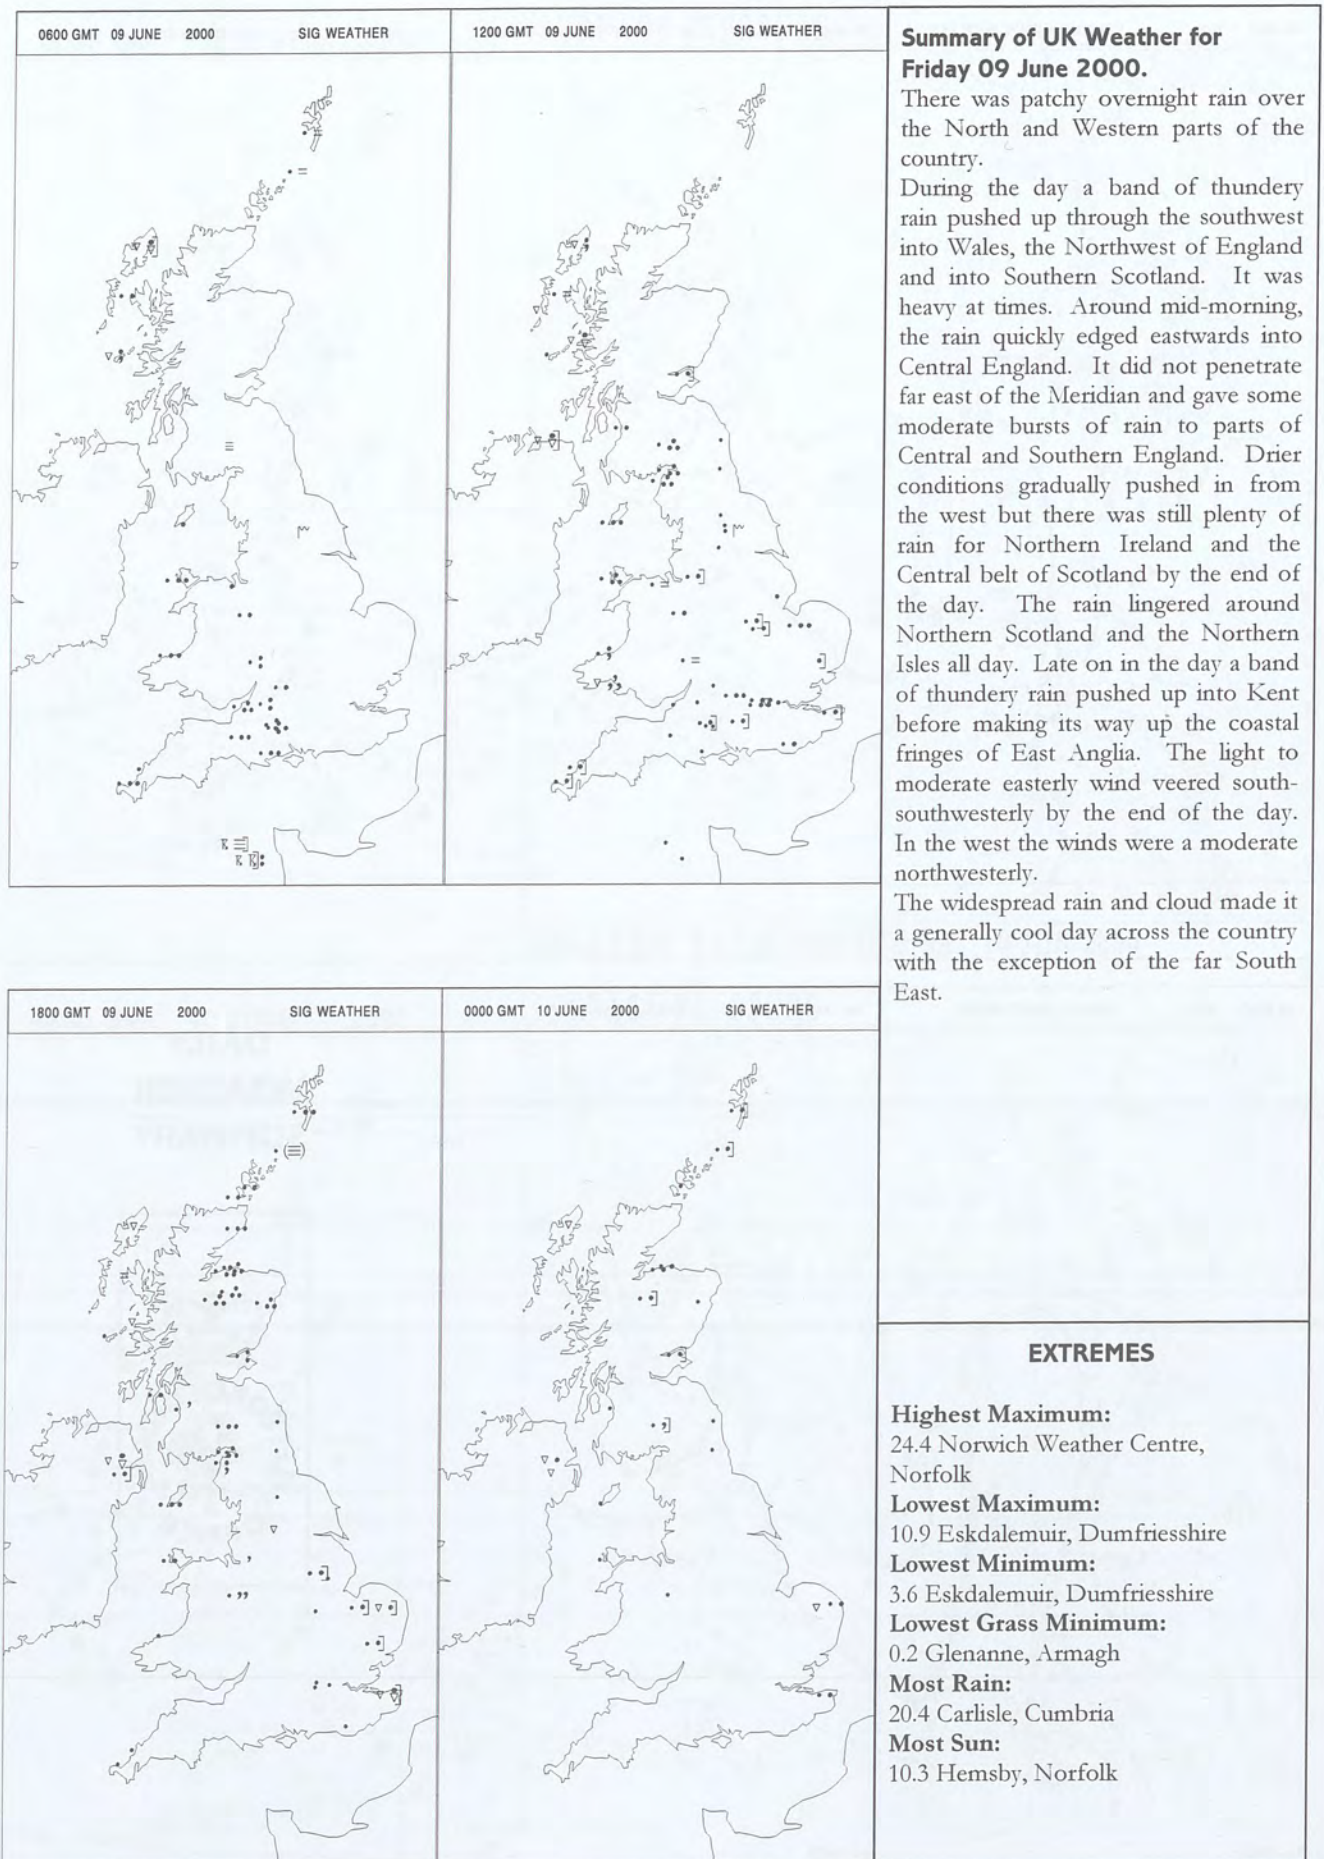 0600 GMT 09 JUNE 2000 SIG WEATHER
1200 GMT 09 JUNE 2000 SIG WEATHER
Summary of UK Weather for
Friday 09 June 2000.
There was patchy overnight rain over
the North and Western parts of the
country.
During the day a band of thundery
rain pushed up through the southwest
into Wales, the Northwest of England
and into Southern Scotland. It was
heavy at times. Around mid-morning,
the rain quickly edged eastwards into
Central England. It did not penetrate
far east of the Meridian and gave some
moderate bursts of rain to parts of
Central and Southern England. Drier
conditions gradually pushed in from
the west but there was still plenty of
rain for Northern Ireland and the
Central belt of Scotland by the end of
the day. The rain lingered around
Northern Scotland and the Northern
Isles all day. Late on in the day a band
of thundery rain pushed up into Kent
before making its way up the coastal
fringes of East Anglia. The light to
moderate easterly wind veered south-
southwesterly by the end of the day.
In the west the winds were a moderate
northwesterly.
The widespread rain and cloud made it
a generally cool day across the country
with the exception of the far South
East.
1800 GMT 09 JUNE 2000 SIG WEATHER
0000 GMT 10 JUNE 2000 SIG WEATHER
EXTREMES
Highest Maximum:
24.4 Norwich Weather Centre,
Norfolk
Lowest Maximum:
10.9 Eskdalemuir, Dumfriesshire
Lowest Minimum:
3.6 Eskdalemuir, Dumfriesshire
Lowest Grass Minimum:
0.2 Glenanne, Armagh
Most Rain:
20.4 Carlisle, Cumbria
Most Sun:
10.3 Hemsby, Norfolk